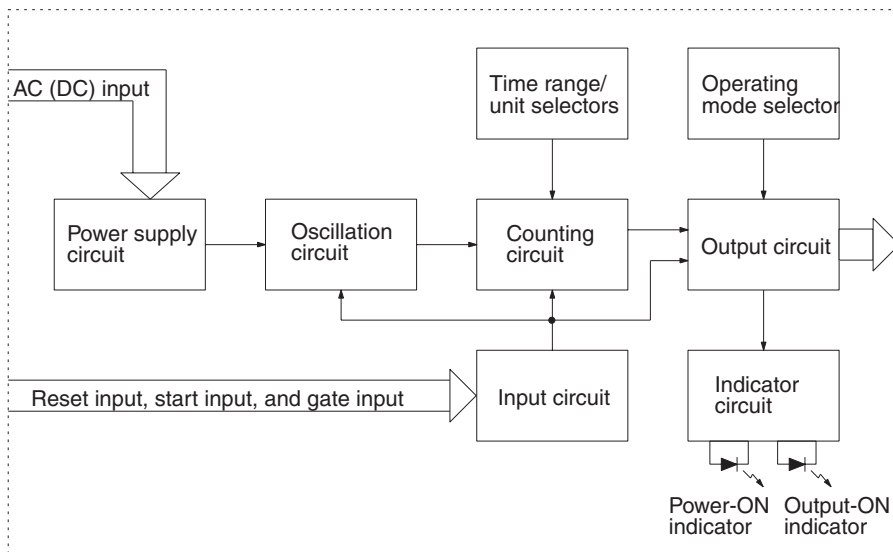 AC (DC) input
Time range/
unit selectors
Operating
mode selector
Power supply
circuit
Oscillation
circuit
Counting
circuit
Output circuit
Reset input, start input, and gate input
Input circuit
Indicator
circuit
Power-ON
indicator
Output-ON
indicator